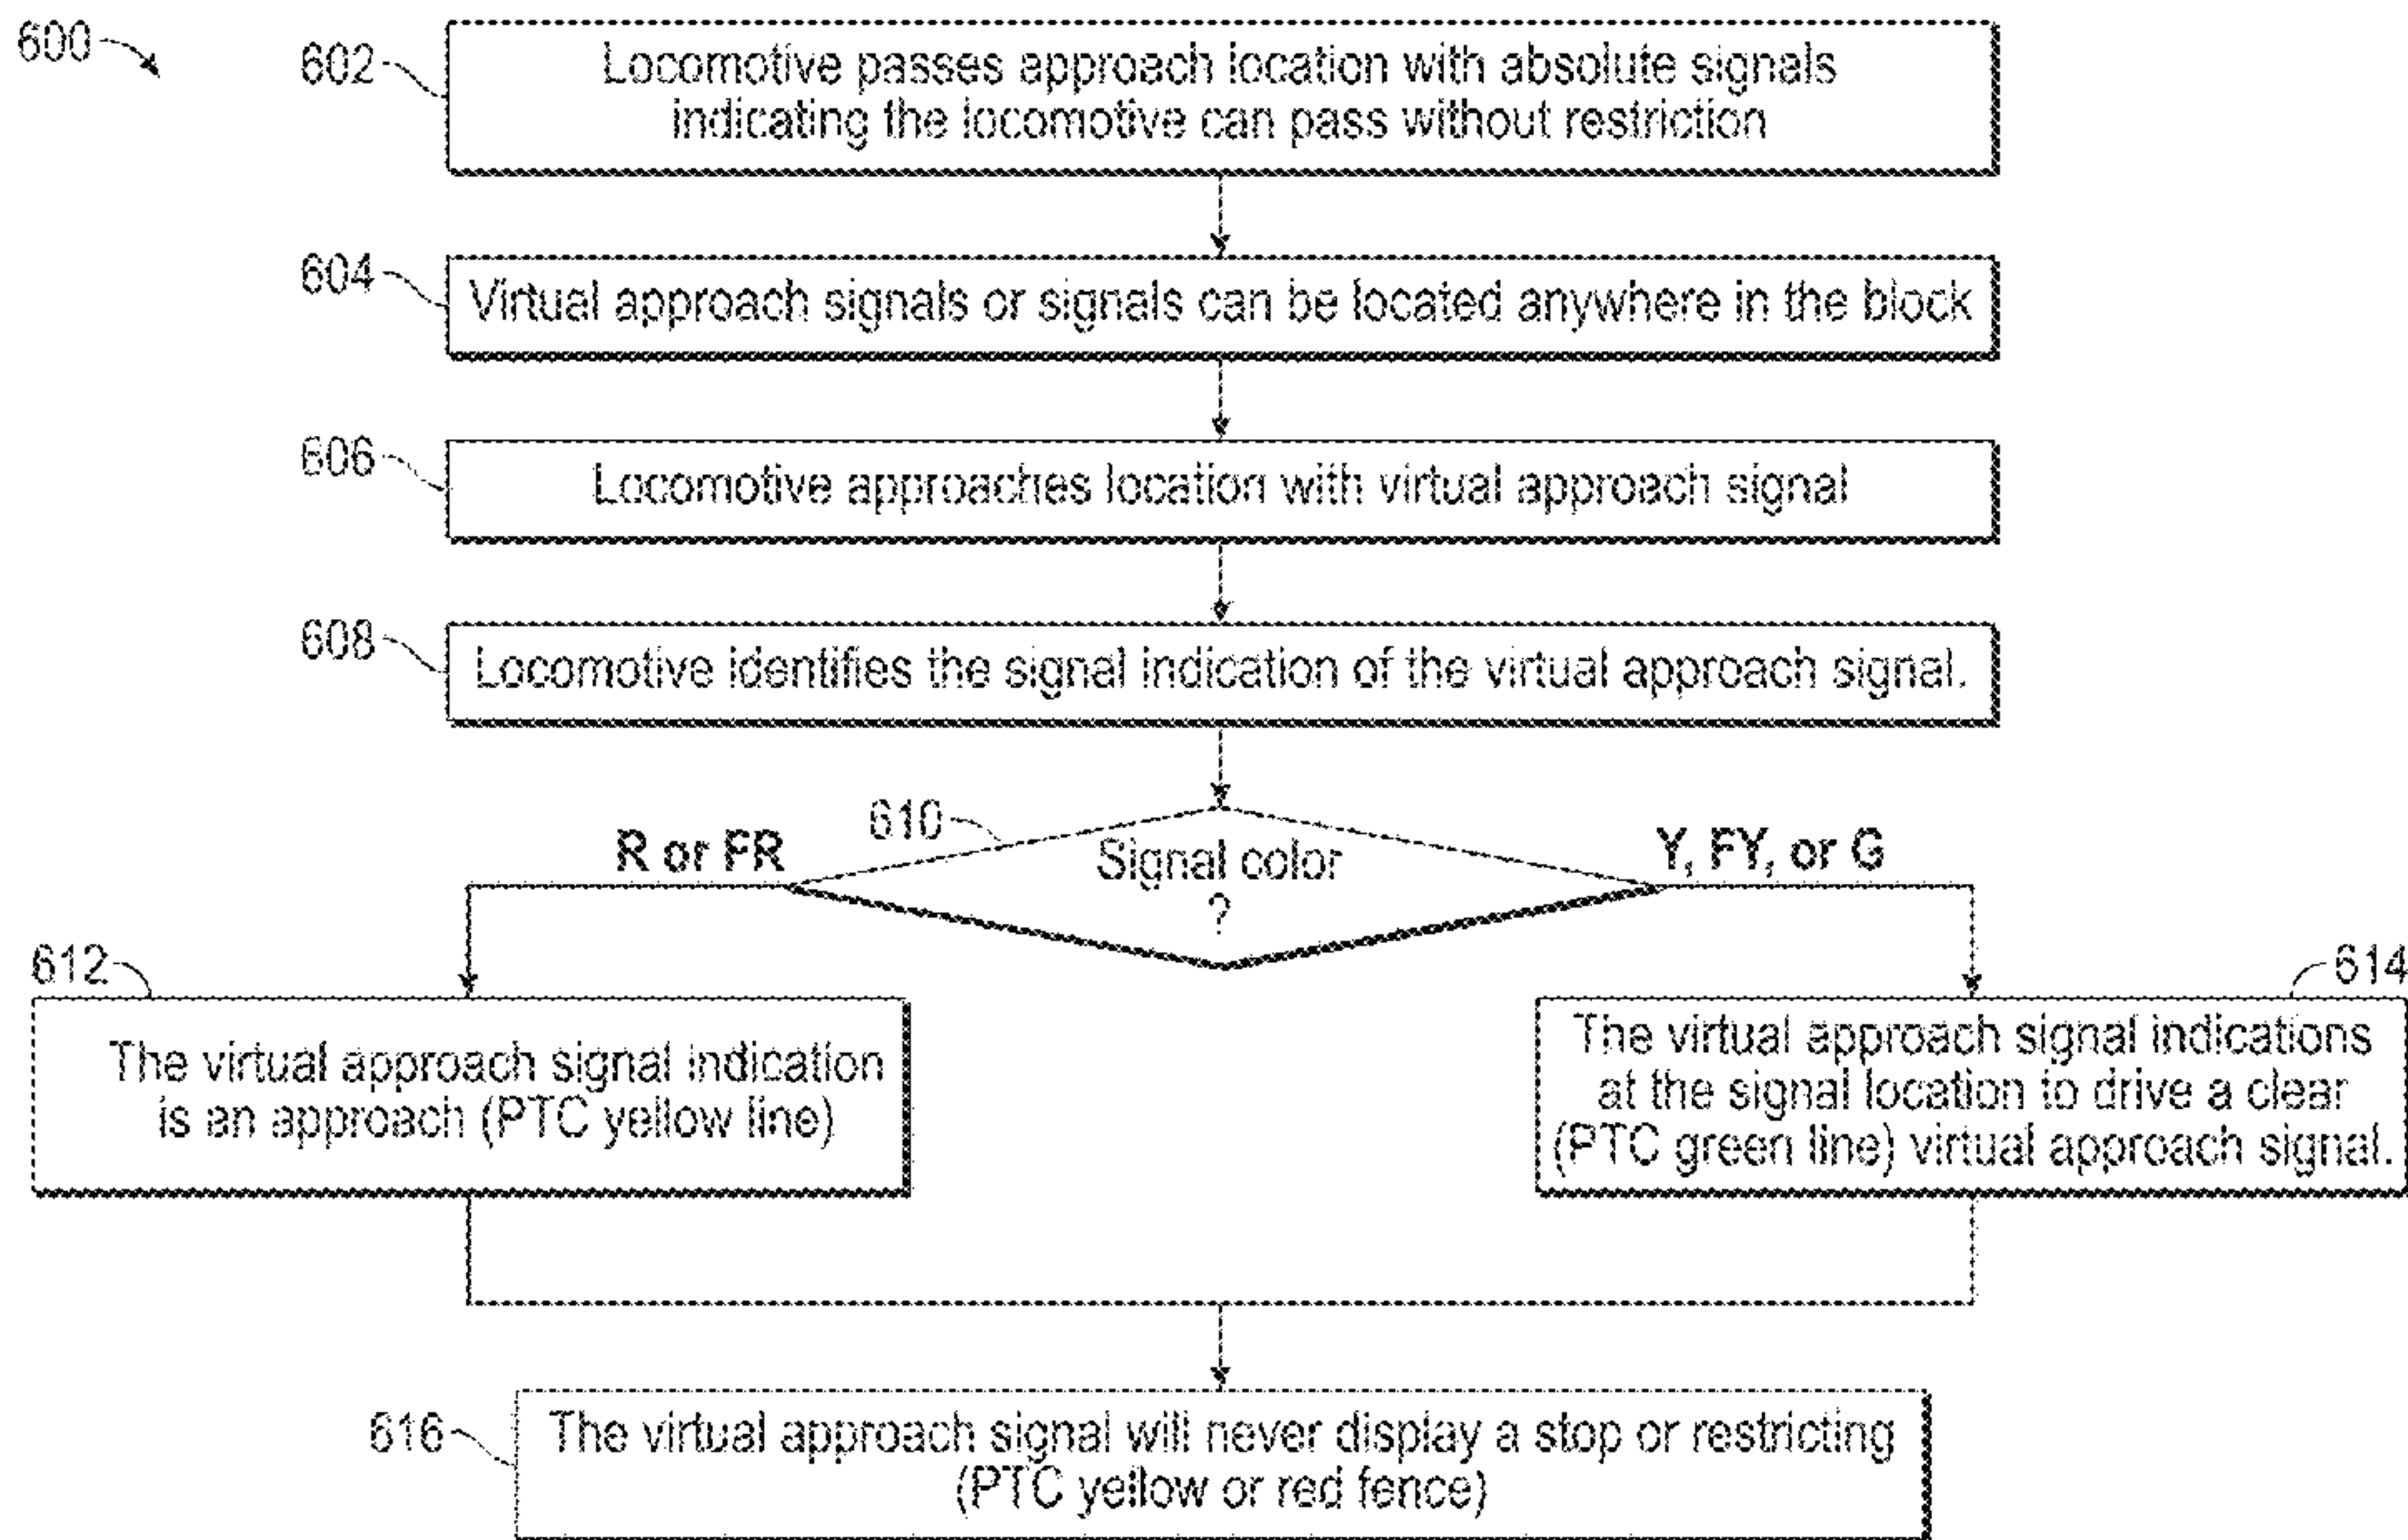 600
602
Locomotive passes approach location with absolute signals
indicating the locomotive can pass without restriction
604
Virtual approach signals or signals can be located anywhere in the block
606
Locomotive approaches location with virtual approach signal
608
Locomotive identifies the signal indication of the virtual approach signal.
610
R or FR
Signal color
?
Y, FY, or G
612
The virtual approach signal indication
is an approach (PTC yellow line)
614
The virtual approach signal indications
at the signal location to drive a clear
(PTC green line) virtual approach signal.
616
The virtual approach signal will never display a stop or restricting
(PTC yellow or red fence)